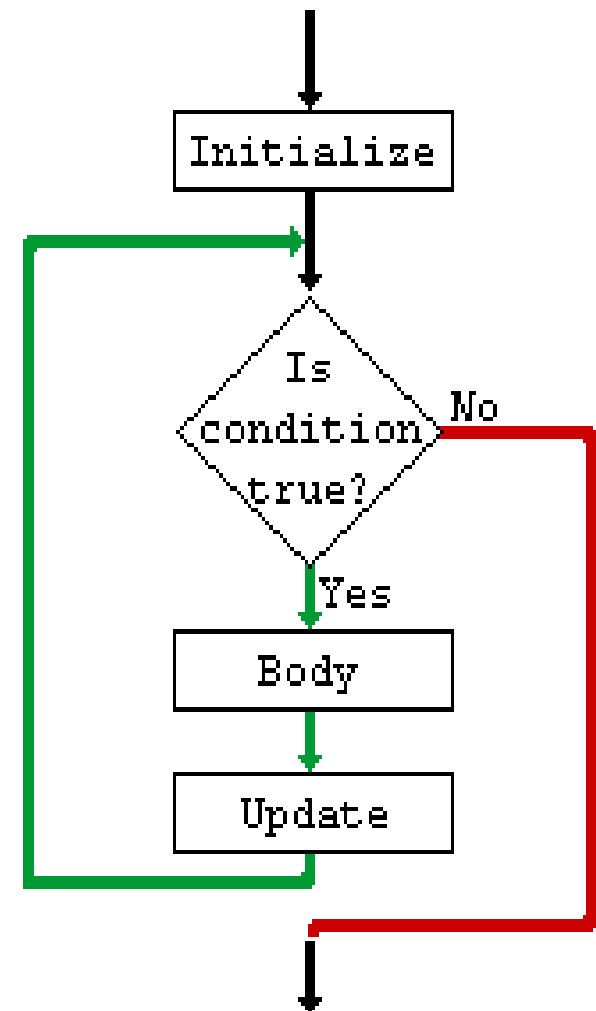 Initialize
Is
condition
true?
No
Yes
Body
Update